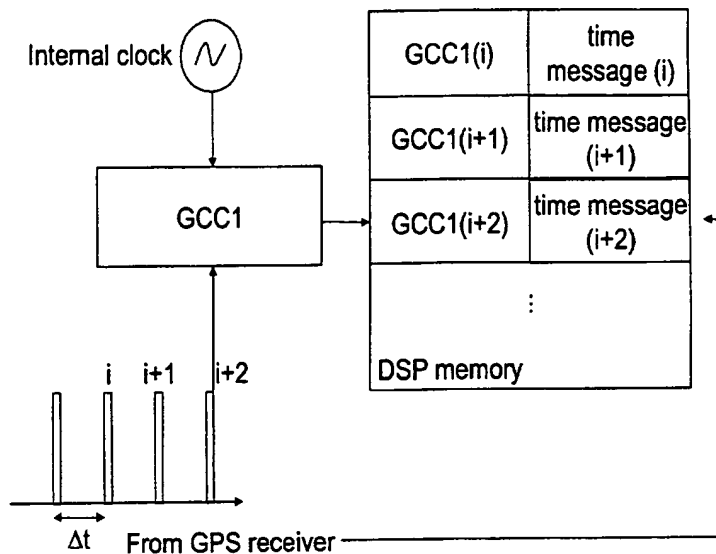 Internal clock
GCC1(i)
time
message (i)
GCC1(i+1)
time message
(i+1)
GCC1
GCC1(i+2)
time message
(i+2)
⋮
DSP memory
i
i+1
i+2
Δt
From GPS receiver